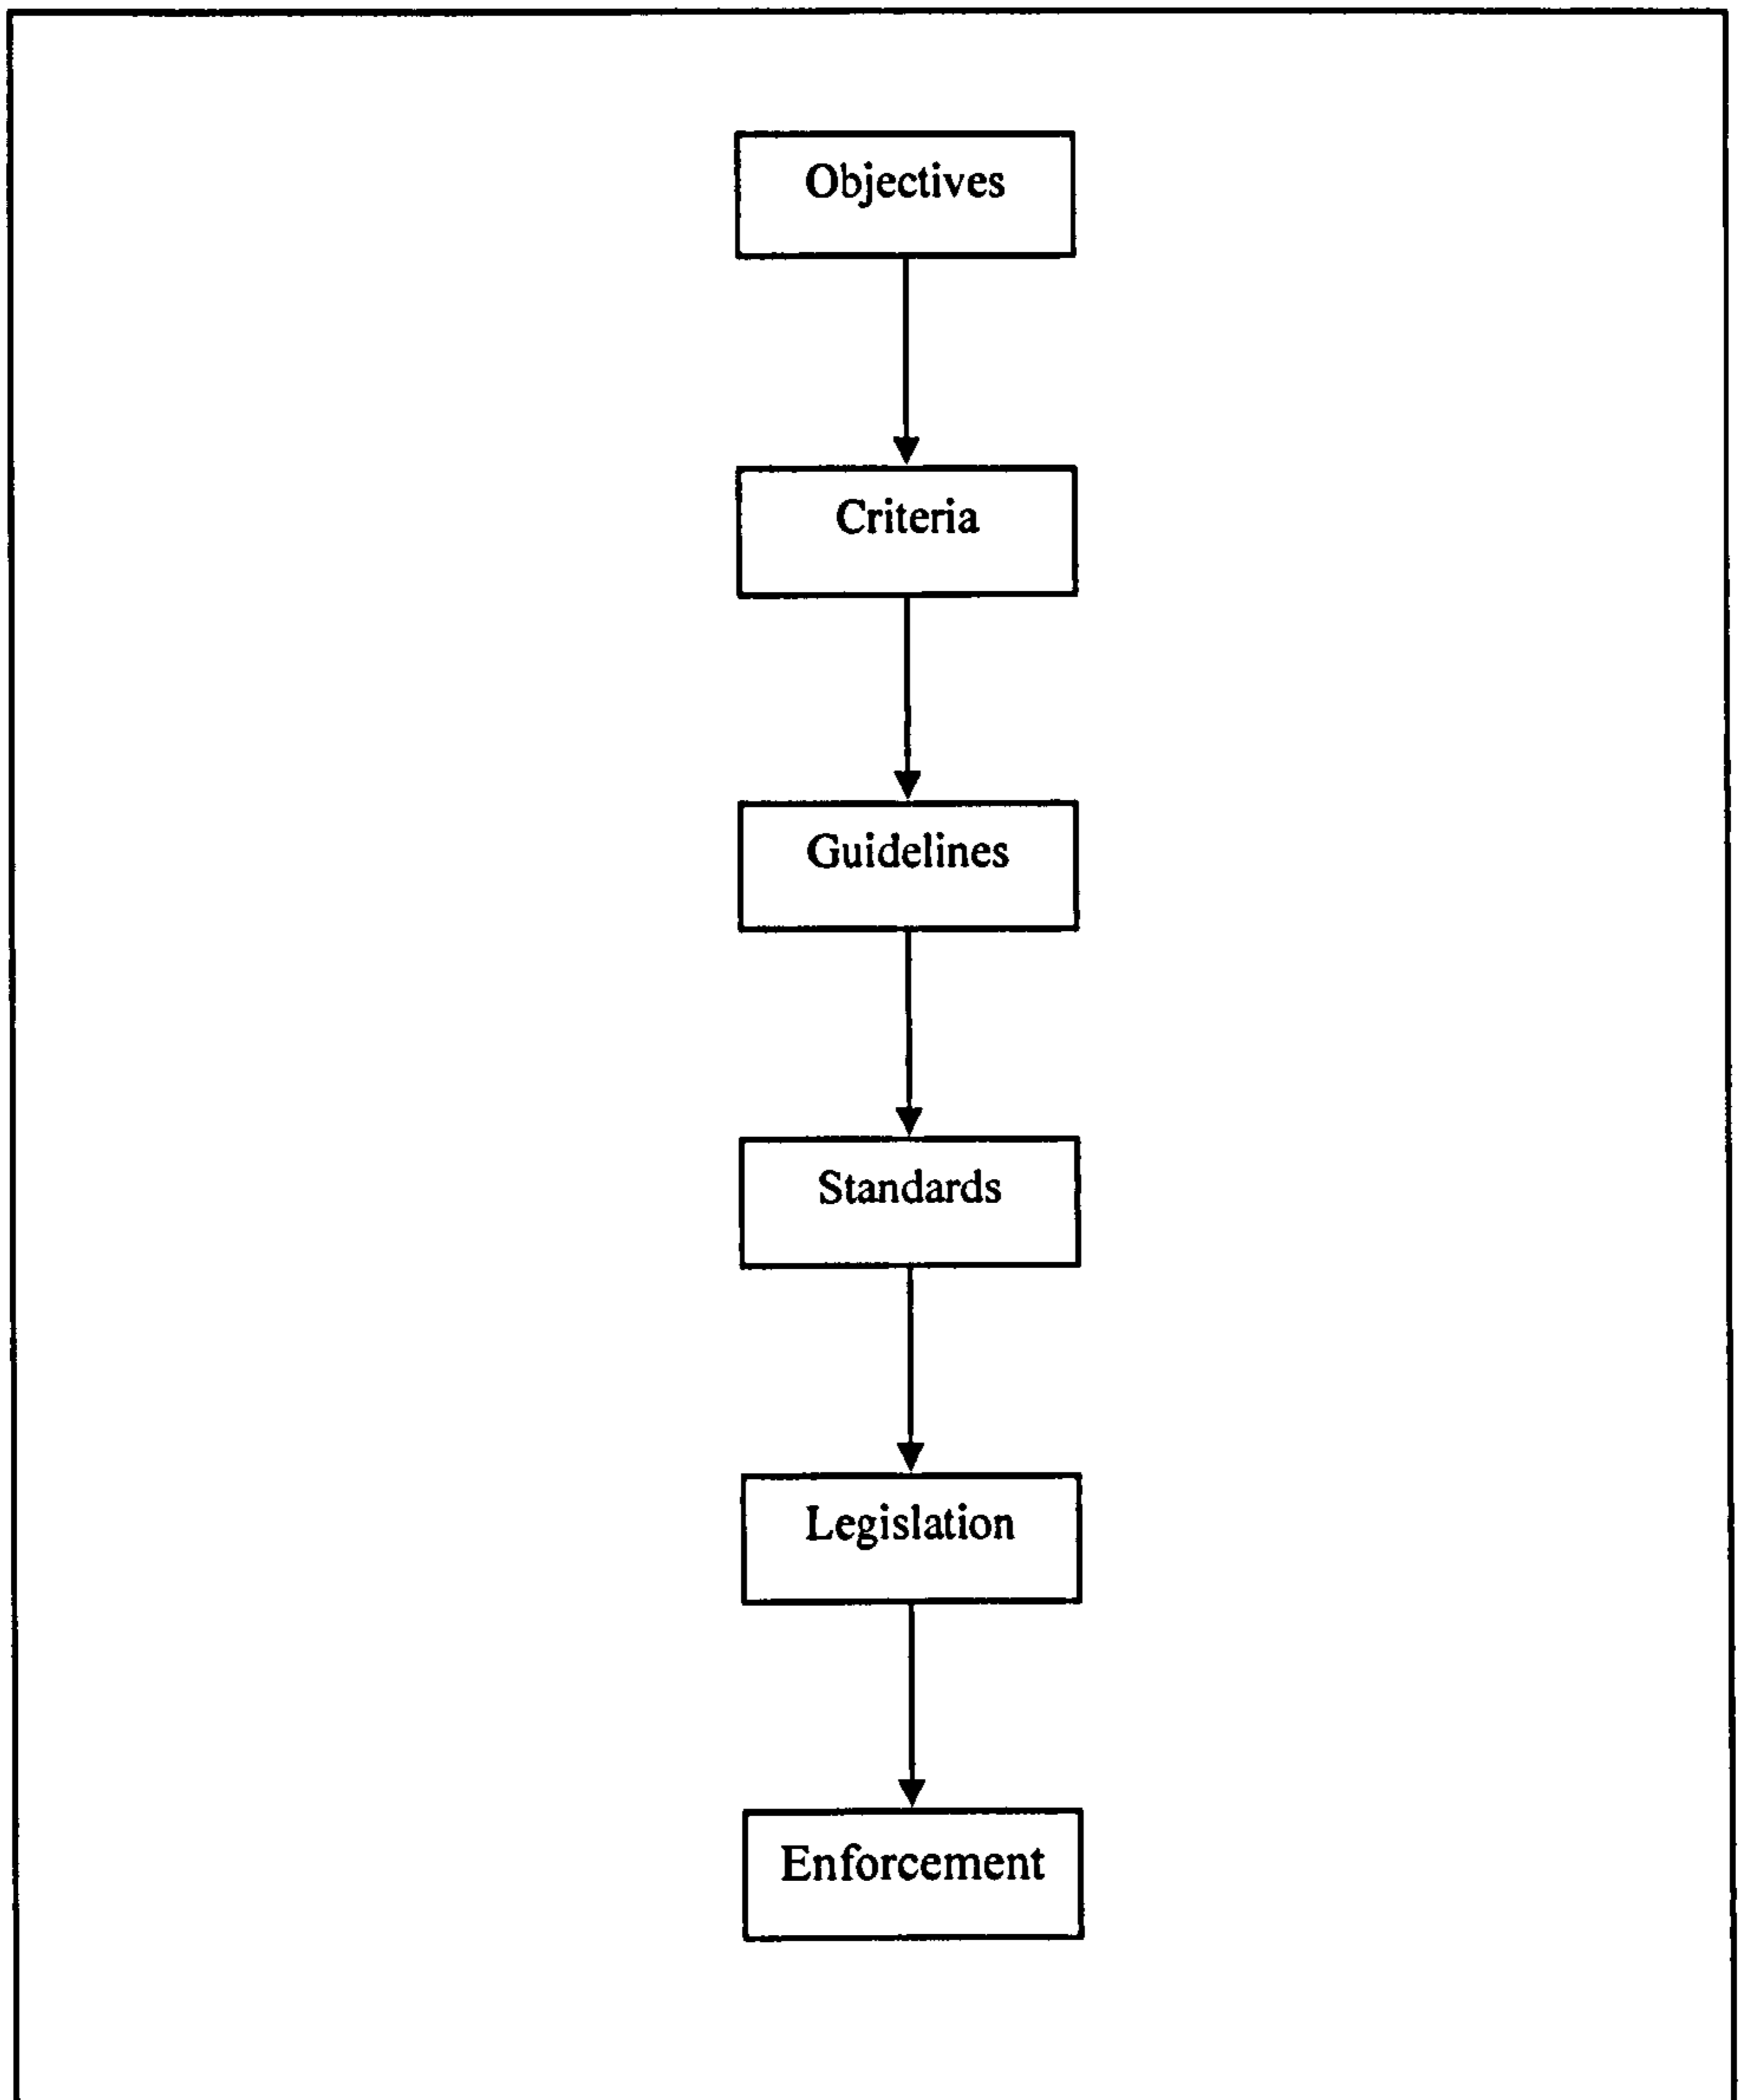 Objectives
Criteria
Guidelines
Standards
Legislation
Enforcement